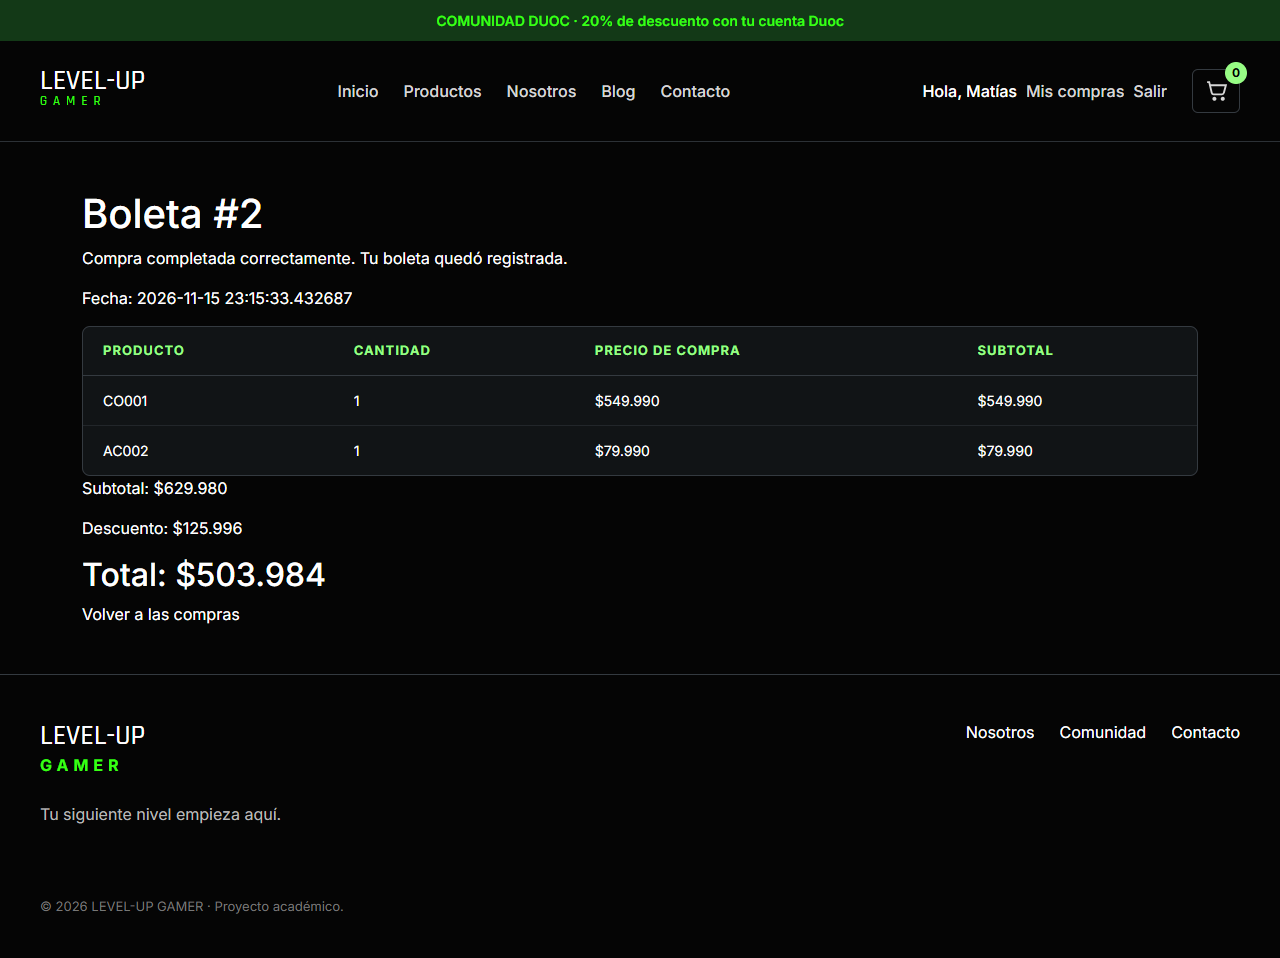 COMUNIDAD DUOC · 20% de descuento con tu cuenta Duoc
LEVEL-UP
GAMER
Inicio Productos Nosotros Blog Contacto
Hola, Matías Mis compras Salir
0
Boleta #2
Compra completada correctamente. Tu boleta quedó registrada.
Fecha: 2026-11-15 23:15:33.432687
PRODUCTO CANTIDAD PRECIO DE COMPRA SUBTOTAL
CO001 1 $549.990 $549.990
AC002 1 $79.990 $79.990
Subtotal: $629.980
Descuento: $125.996
Total: $503.984
Volver a las compras
LEVEL-UP
GAMER
Nosotros Comunidad Contacto
Tu siguiente nivel empieza aquí.
© 2026 LEVEL-UP GAMER · Proyecto académico.